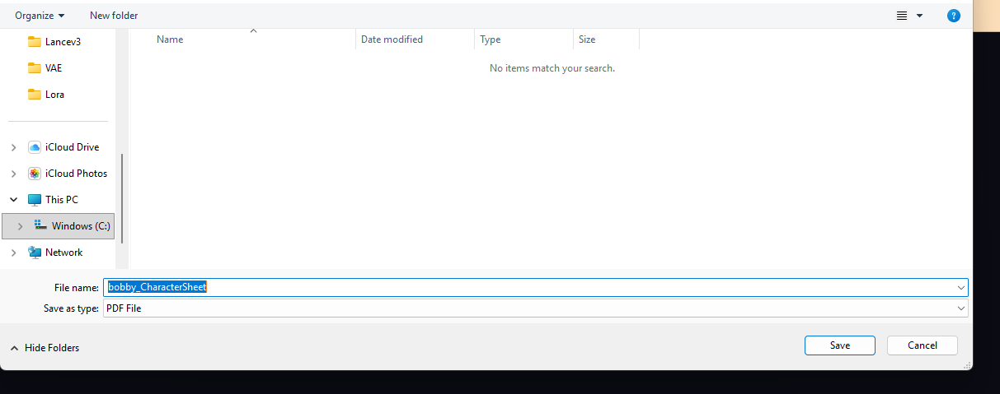 Organize New folder
Name Date modified Type Size
No items match your search.
Lancev3
VAE
Lora
iCloud Drive
iCloud Photos
This PC
Windows (C:)
Network
File name: bobby_CharacterSheet
Save as type: PDF File
Hide Folders Save Cancel